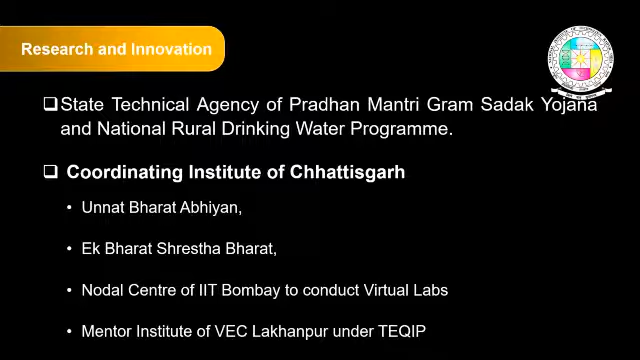 Research and Innovation
❑State Technical Agency of Pradhan Mantri Gram Sadak Yojana
and National Rural Drinking Water Programme.
❑ Coordinating Institute of Chhattisgarh
• Unnat Bharat Abhiyan,
• Ek Bharat Shrestha Bharat,
• Nodal Centre of IIT Bombay to conduct Virtual Labs
• Mentor Institute of VEC Lakhanpur under TEQIP